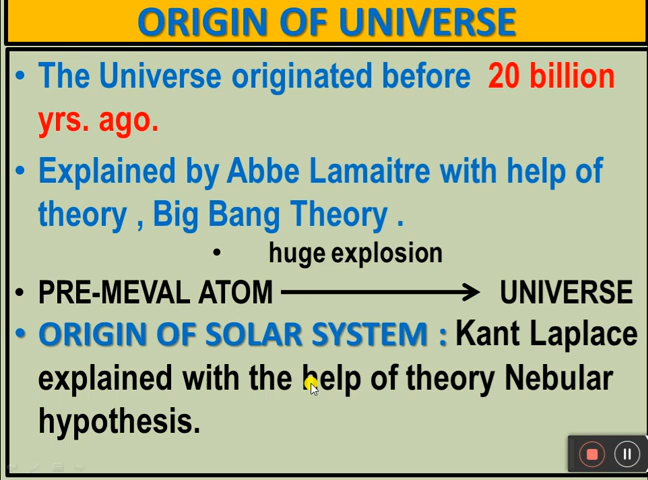 ORIGIN OF UNIVERSE
• The Universe originated before 20 billion
yrs. ago.
• Explained by Abbe Lamaitre with help of
theory , Big Bang Theory .
• huge explosion
• PRE-MEVAL ATOM UNIVERSE
• ORIGIN OF SOLAR SYSTEM : Kant Laplace
explained with the help of theory Nebular
hypothesis.